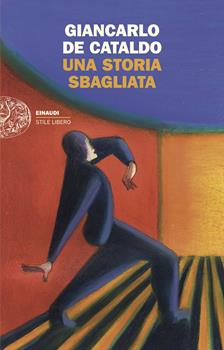 GIANCARLO
DE CATALDO
UNA STORIA
SBAGLIATA
EINAUDI
STILE LIBERO